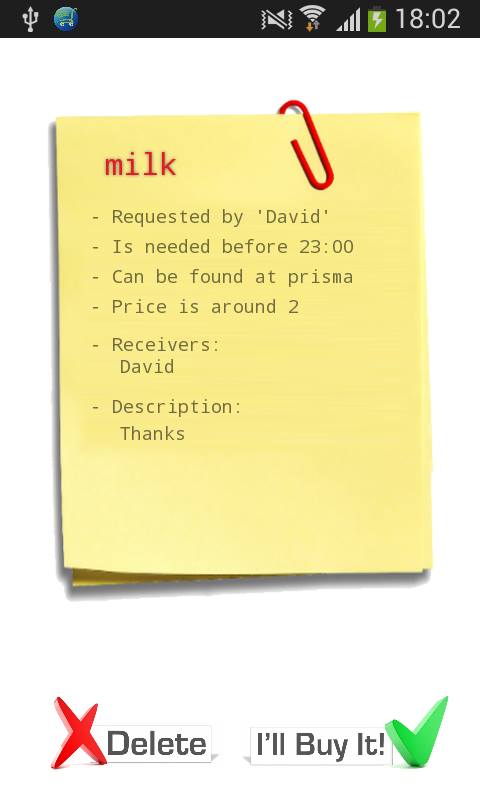 18:02
milk
- Requested by 'David'
- Is needed before 23:00
- Can be found at prisma
- Price is around 2
- Receivers:
David
- Description:
Thanks
Delete
I'll Buy It!